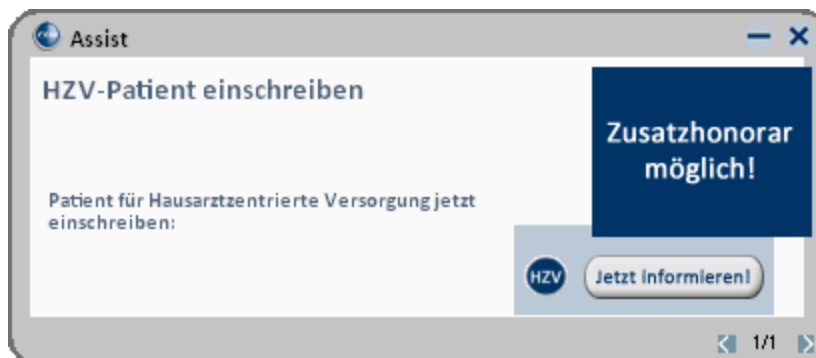 Assist
HZV-Patient einschreiben
Zusatzhonorar
möglich!
Patient für Hausarztzentrierte Versorgung jetzt
einschreiben:
HZV
Jetzt informieren!
1/1